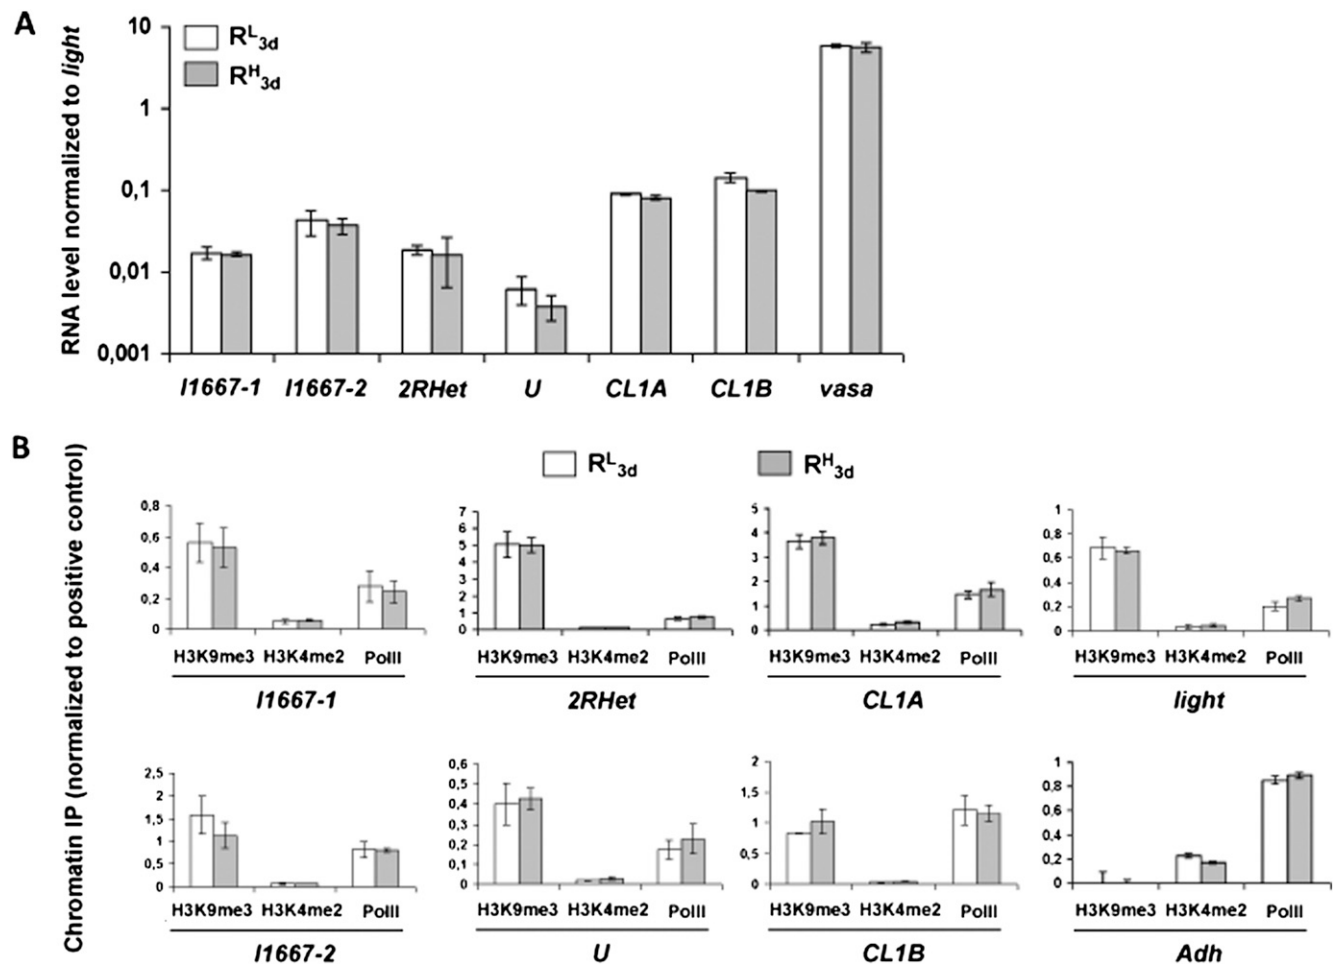 A
RNA level normalized to light
10
1
0,1
0,01
0,001
R^L_3d
R^H_3d
I1667-1 I1667-2 2RHet U CL1A CL1B vasa
B
Chromatin IP (normalized to positive control)
R^L_3d R^H_3d
0,8
0,6
0,4
0,2
0
H3K9me3 H3K4me2 PolII
I1667-1
7
6
5
4
3
2
1
0
H3K9me3 H3K4me2 PolII
2RHet
5
4
3
2
1
0
H3K9me3 H3K4me2 PolII
CL1A
1
0,8
0,6
0,4
0,2
0
H3K9me3 H3K4me2 PolII
light
2,5
2
1,5
1
0,5
0
H3K9me3 H3K4me2 PolII
I1667-2
0,6
0,5
0,4
0,3
0,2
0,1
0
H3K9me3 H3K4me2 PolII
U
2
1,5
1
0,5
0
H3K9me3 H3K4me2 PolII
CL1B
1
0,8
0,6
0,4
0,2
0
H3K9me3 H3K4me2 PolII
Adh